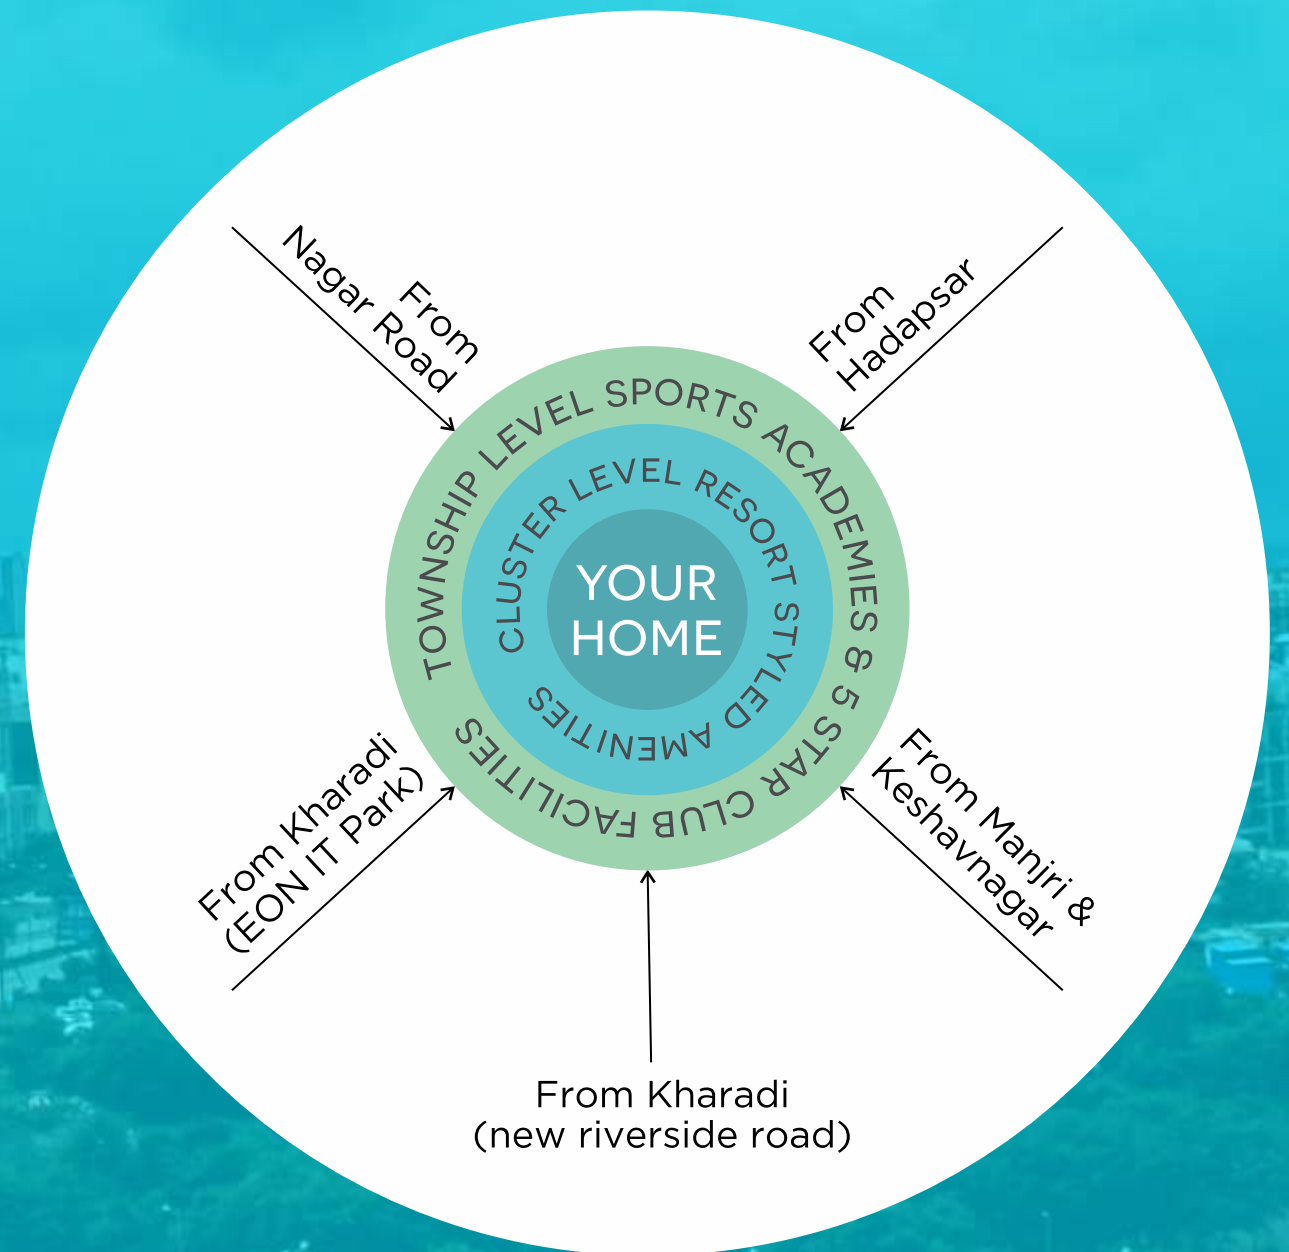 From
Nagar Road
From
Hadapsar
TOWNSHIP LEVEL SPORTS ACADEMIES & 5 STAR CLUB FACILITIES
CLUSTER LEVEL RESORT STYLED AMENITIES
YOUR
HOME
From Kharadi
(EON IT Park)
From Manjri &
Keshavnagar
From Kharadi
(new riverside road)